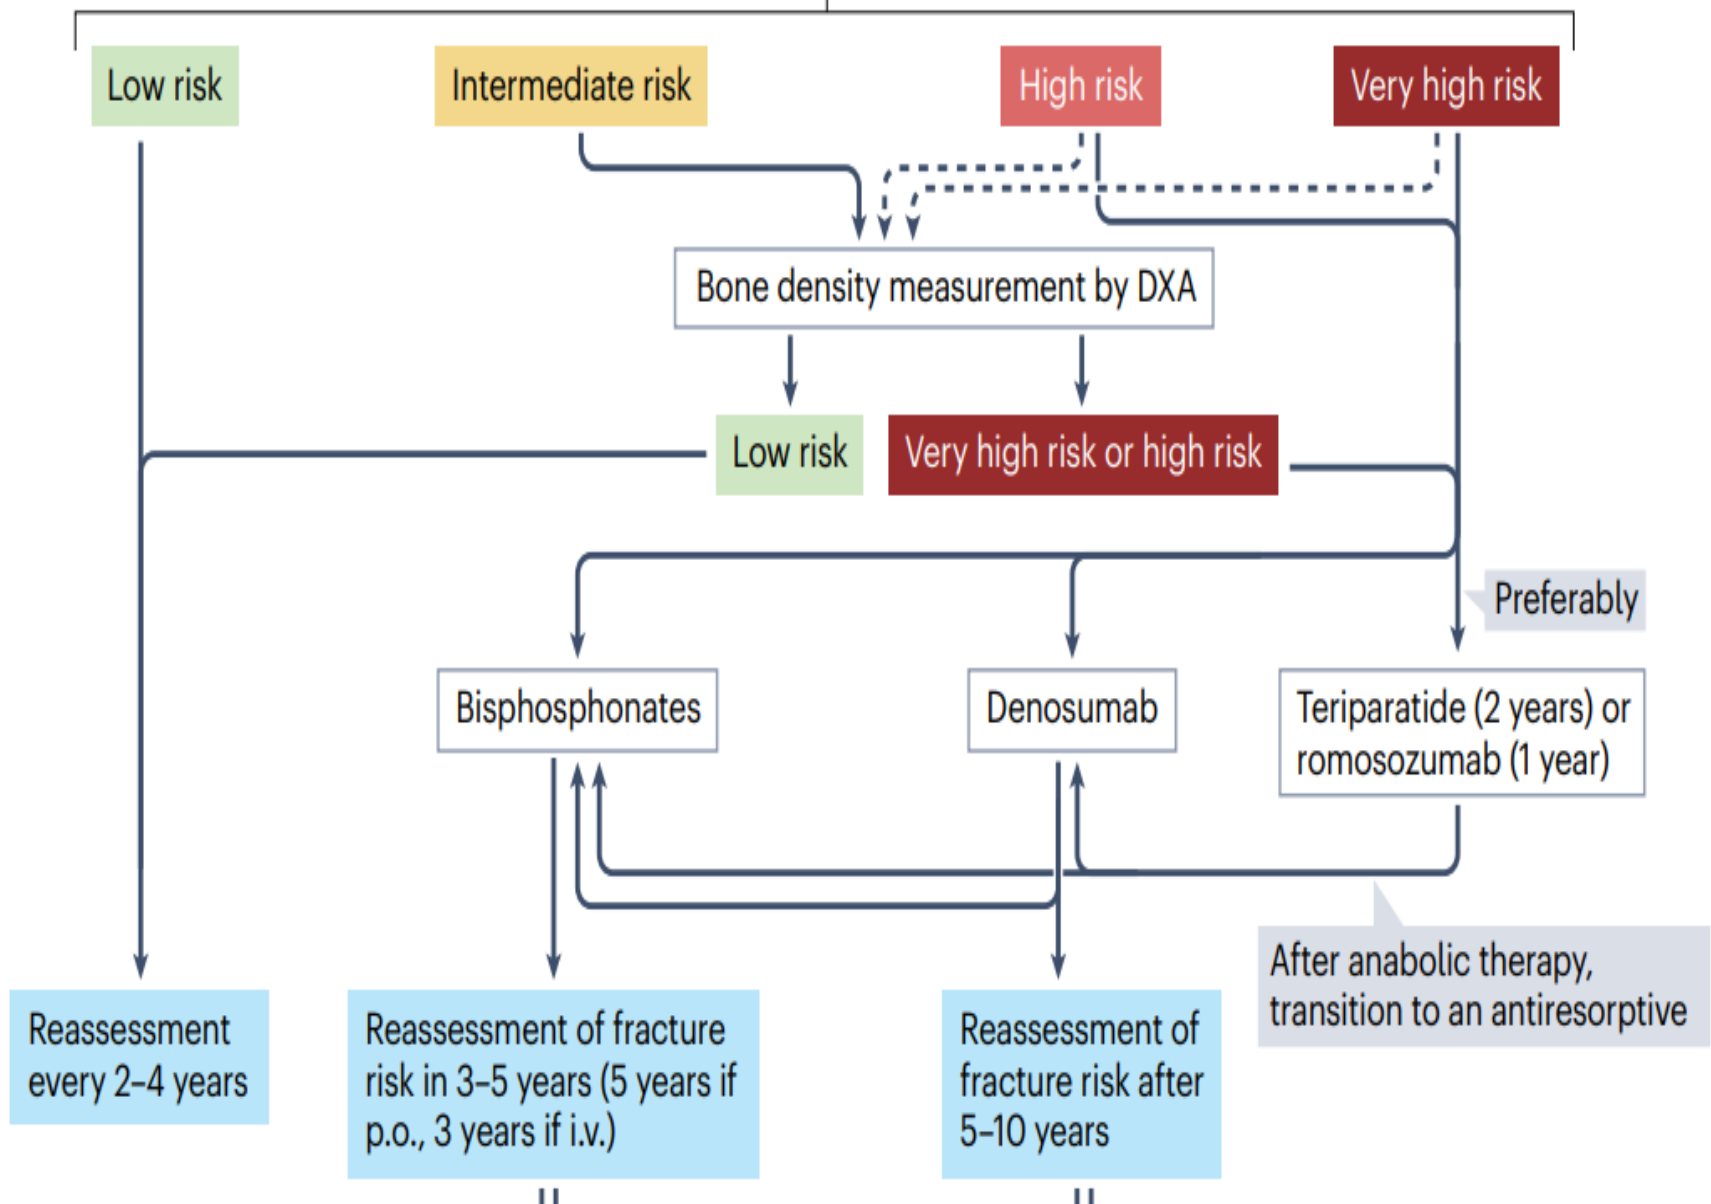 Low risk
Intermediate risk
High risk
Very high risk
Bone density measurement by DXA
Low risk
Very high risk or high risk
Preferably
Bisphosphonates
Denosumab
Teriparatide (2 years) or
romosozumab (1 year)
After anabolic therapy,
transition to an antiresorptive
Reassessment
every 2–4 years
Reassessment of fracture
risk in 3–5 years (5 years if
p.o., 3 years if i.v.)
Reassessment of
fracture risk after
5–10 years